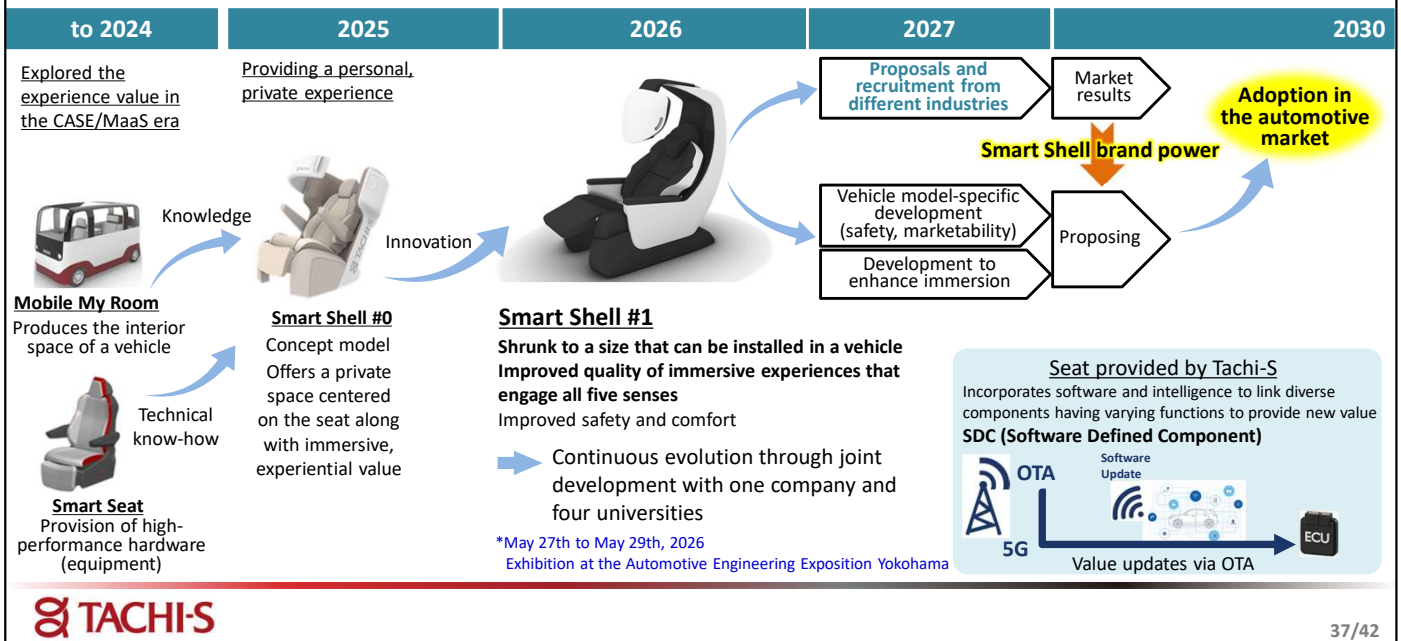 to 2024
2025
2026
2027
2030
Explored the
experience value in
the CASE/MaaS era
Knowledge
Mobile My Room
Produces the interior
space of a vehicle
Technical
know-how
Smart Seat
Provision of high-
performance hardware
(equipment)
Providing a personal,
private experience
TACHI-S
Innovation
Smart Shell #0
Concept model
Offers a private
space centered
on the seat along
with immersive,
experiential value
Smart Shell #1
Shrunk to a size that can be installed in a vehicle
Improved quality of immersive experiences that
engage all five senses
Improved safety and comfort
Continuous evolution through joint
development with one company and
four universities
*May 27th to May 29th, 2026
Exhibition at the Automotive Engineering Exposition Yokohama
Proposals and
recruitment from
different industries
Market
results
Smart Shell brand power
Vehicle model-specific
development
(safety, marketability)
Development to
enhance immersion
Proposing
Adoption in
the automotive
market
Seat provided by Tachi-S
Incorporates software and intelligence to link diverse
components having varying functions to provide new value
SDC (Software Defined Component)
OTA
5G
Software
Update
ECU
Value updates via OTA
TACHI-S
37/42